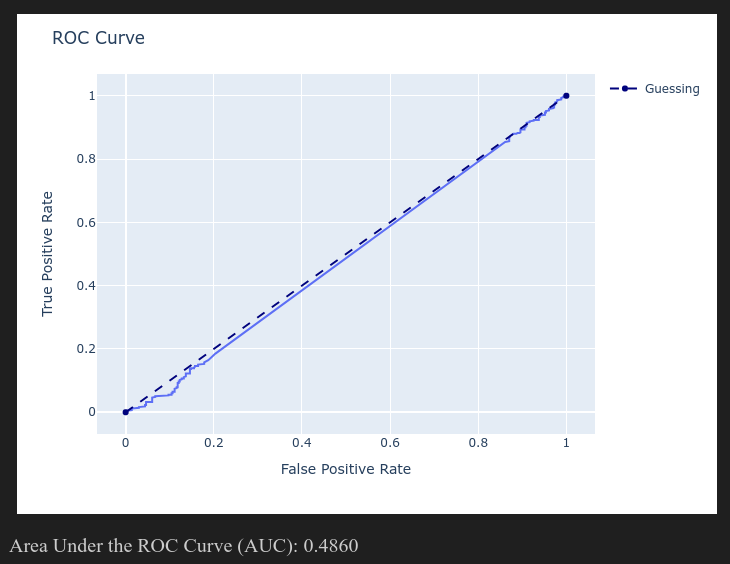 ROC Curve
Guessing
1
0.8
0.6
0.4
0.2
0
True Positive Rate
0
0.2
0.4
0.6
0.8
1
False Positive Rate
Area Under the ROC Curve (AUC): 0.4860